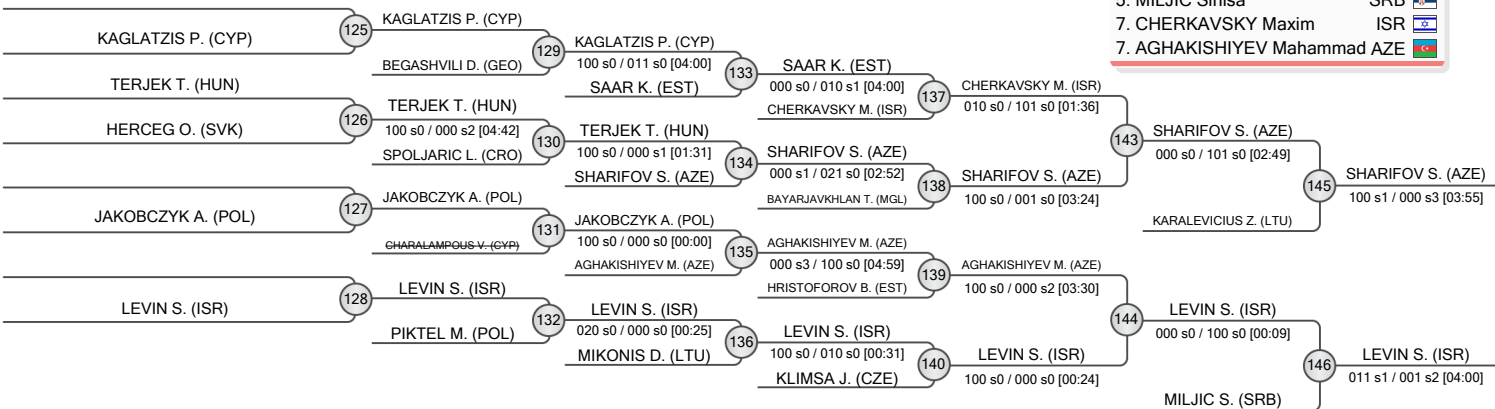 5. MILJIC Sinisa SRB
7. CHERKAVSKY Maxim ISR
7. AGHAKISHIYEV Mahammad AZE
KAGLATZIS P. (CYP)
125
KAGLATZIS P. (CYP)
BEGASHVILI D. (GEO)
129
KAGLATZIS P. (CYP)
100 s0 / 011 s0 [04:00]
SAAR K. (EST)
133
SAAR K. (EST)
000 s0 / 010 s1 [04:00]
CHERKAVSKY M. (ISR)
137
CHERKAVSKY M. (ISR)
010 s0 / 101 s0 [01:36]
TERJEK T. (HUN)
HERCEG O. (SVK)
126
TERJEK T. (HUN)
100 s0 / 000 s2 [04:42]
SPOLJARIC L. (CRO)
130
TERJEK T. (HUN)
100 s0 / 000 s1 [01:31]
SHARIFOV S. (AZE)
134
SHARIFOV S. (AZE)
000 s1 / 021 s0 [02:52]
BAYARJAVKHLAN T. (MGL)
138
SHARIFOV S. (AZE)
100 s0 / 001 s0 [03:24]
143
SHARIFOV S. (AZE)
000 s0 / 101 s0 [02:49]
KARALEVICIUS Z. (LTU)
145
SHARIFOV S. (AZE)
100 s1 / 000 s3 [03:55]
JAKOBCZYK A. (POL)
127
JAKOBCZYK A. (POL)
CHARALAMPOUS V. (CYP)
131
JAKOBCZYK A. (POL)
100 s0 / 000 s0 [00:00]
AGHAKISHIYEV M. (AZE)
135
AGHAKISHIYEV M. (AZE)
000 s3 / 100 s0 [04:59]
HRISTOFOROV B. (EST)
139
AGHAKISHIYEV M. (AZE)
100 s0 / 000 s2 [03:30]
LEVIN S. (ISR)
128
LEVIN S. (ISR)
PIKTEL M. (POL)
132
LEVIN S. (ISR)
020 s0 / 000 s0 [00:25]
MIKONIS D. (LTU)
136
LEVIN S. (ISR)
100 s0 / 010 s0 [00:31]
KLIMSA J. (CZE)
140
LEVIN S. (ISR)
100 s0 / 000 s0 [00:24]
144
LEVIN S. (ISR)
000 s0 / 100 s0 [00:09]
MILJIC S. (SRB)
146
LEVIN S. (ISR)
011 s1 / 001 s2 [04:00]